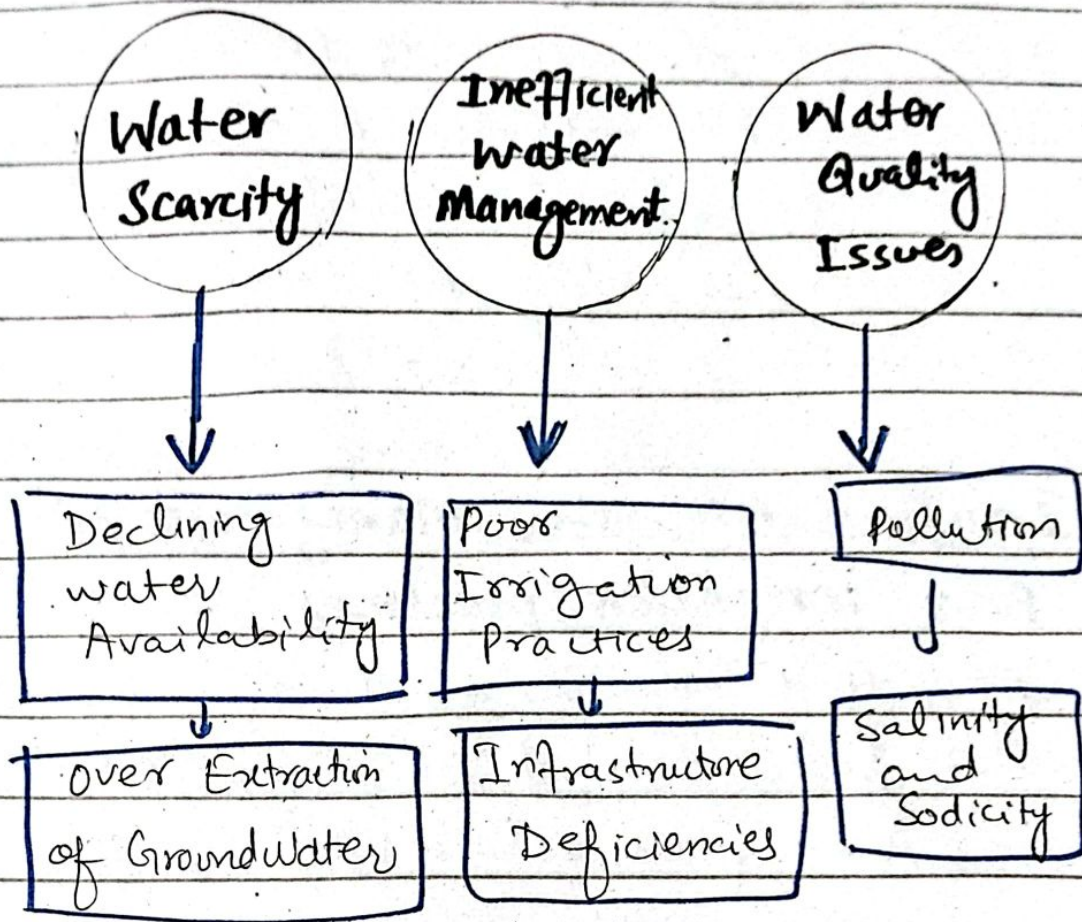 Water
Scarcity
Inefficient
Water
Management.
Water
Quality
Issues
Declining
water
Availability
Poor
Irrigation
Practices
Pollution
over Extraction
of GroundWater
Infrastructure
Deficiencies
Salinity
and
Sodicity